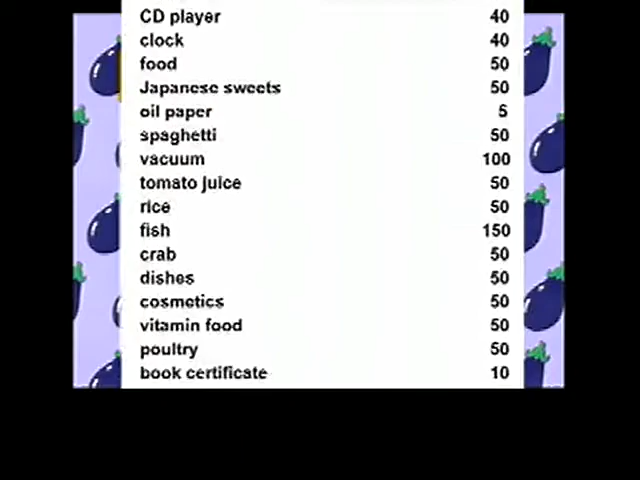 CD player 40
clock 40
food 50
Japanese sweets 50
oil paper 5
spaghetti 50
vacuum 100
tomato juice 50
rice 50
fish 150
crab 50
dishes 50
cosmetics 50
vitamin food 50
poultry 50
book certificate 10